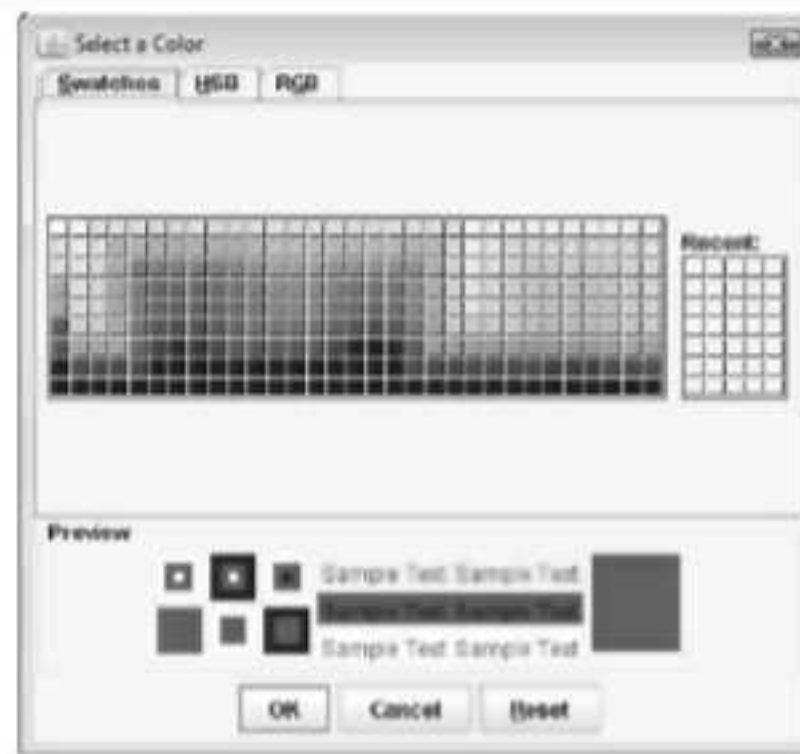 Select a Color
Swatches HSB RGB
Recent:
Preview
Sample Text Sample Text
Sample Text Sample Text
Sample Text Sample Text
OK Cancel Reset